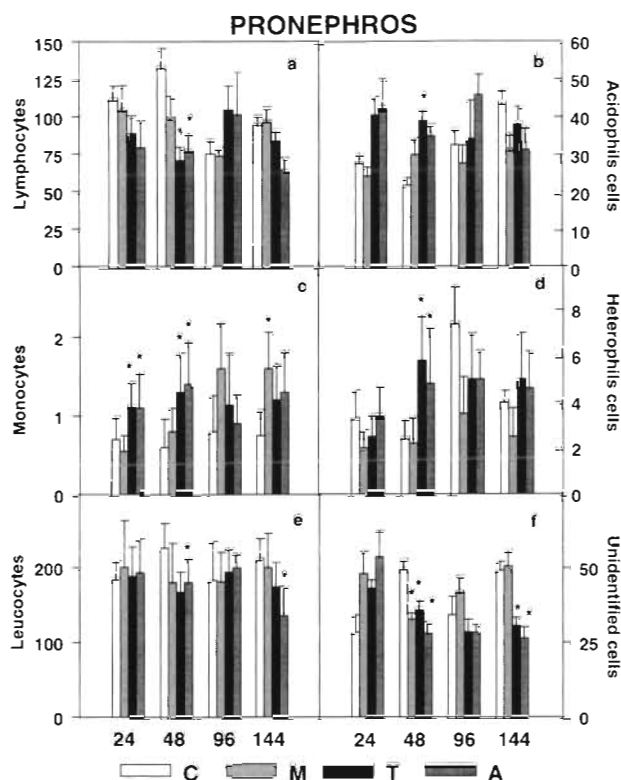 PRONEPHROS
Lymphocytes
150
125
100
75
50
25
0
a
b
60
50
40
30
20
10
0
Acidophils cells
Monocytes
2
1
0
c
d
8
6
4
2
0
Heterophils cells
Leucocytes
200
100
0
e
f
50
25
0
Unidentified cells
24 48 96 144 24 48 96 144
C M T A